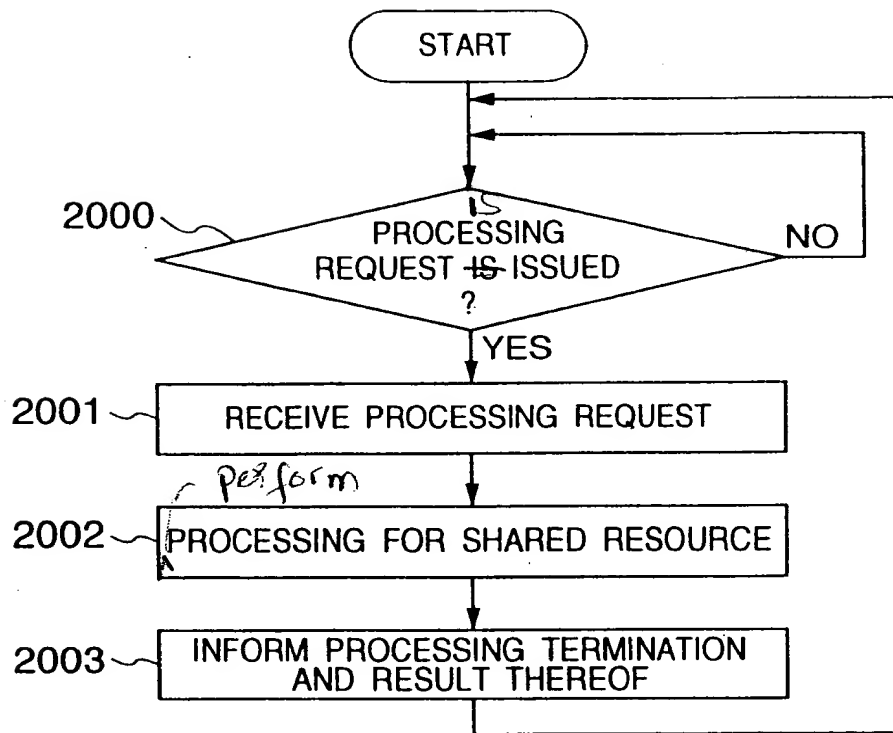 START
2000
IS
PROCESSING
REQUEST IS ISSUED
?
NO
YES
2001
RECEIVE PROCESSING REQUEST
perform
2002
PROCESSING FOR SHARED RESOURCE
2003
INFORM PROCESSING TERMINATION
AND RESULT THEREOF